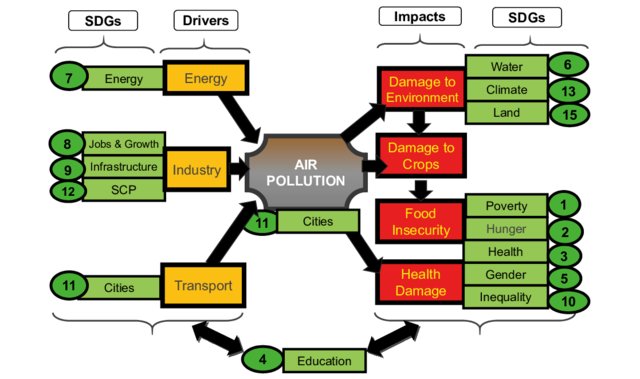 SDGs
Drivers
Impacts
SDGs
7
Energy
Energy
8
Jobs & Growth
9
Infrastructure
12
SCP
Industry
11
Cities
Transport
AIR
POLLUTION
11
Cities
Damage to
Environment
Water
6
Climate
13
Land
15
Damage to
Crops
Food
Insecurity
Health
Damage
Poverty
1
Hunger
2
Health
3
Gender
5
Inequality
10
4
Education